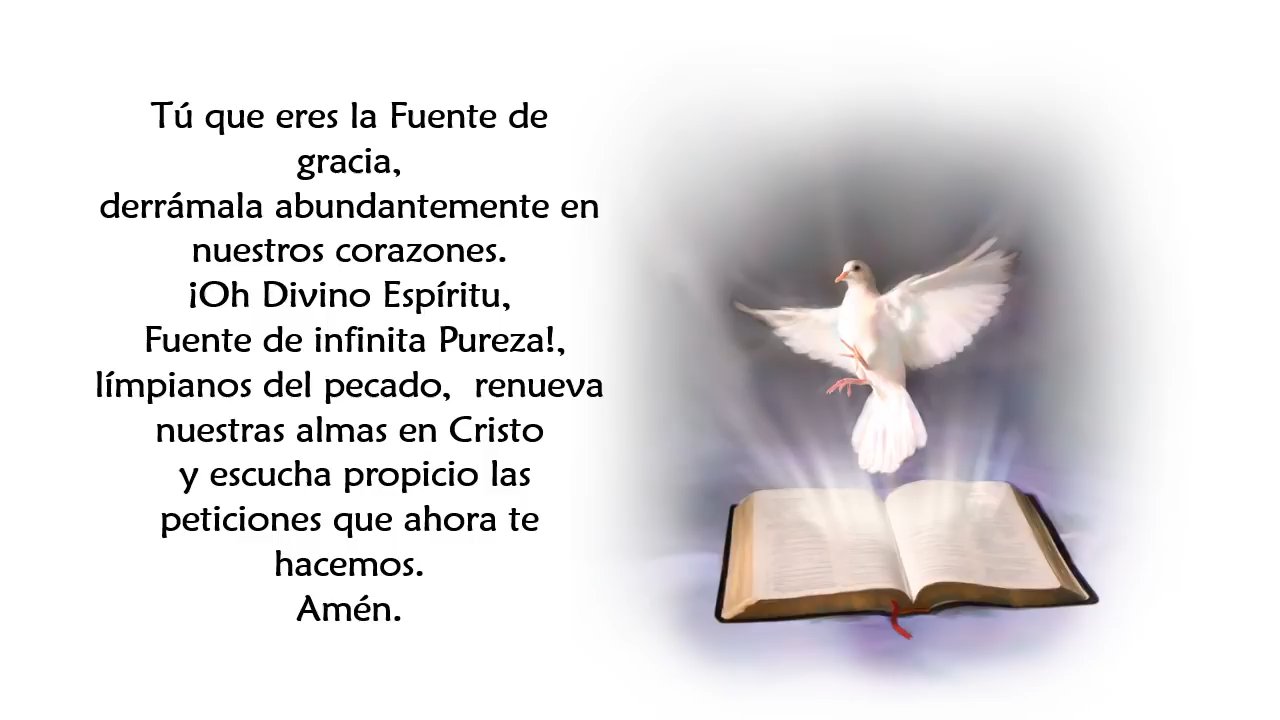 Tú que eres la Fuente de
gracia,
derrámala abundantemente en
nuestros corazones.
¡Oh Divino Espíritu,
Fuente de infinita Pureza!,
límpianos del pecado,  renueva
nuestras almas en Cristo
y escucha propicio las
peticiones que ahora te
hacemos.
Amén.